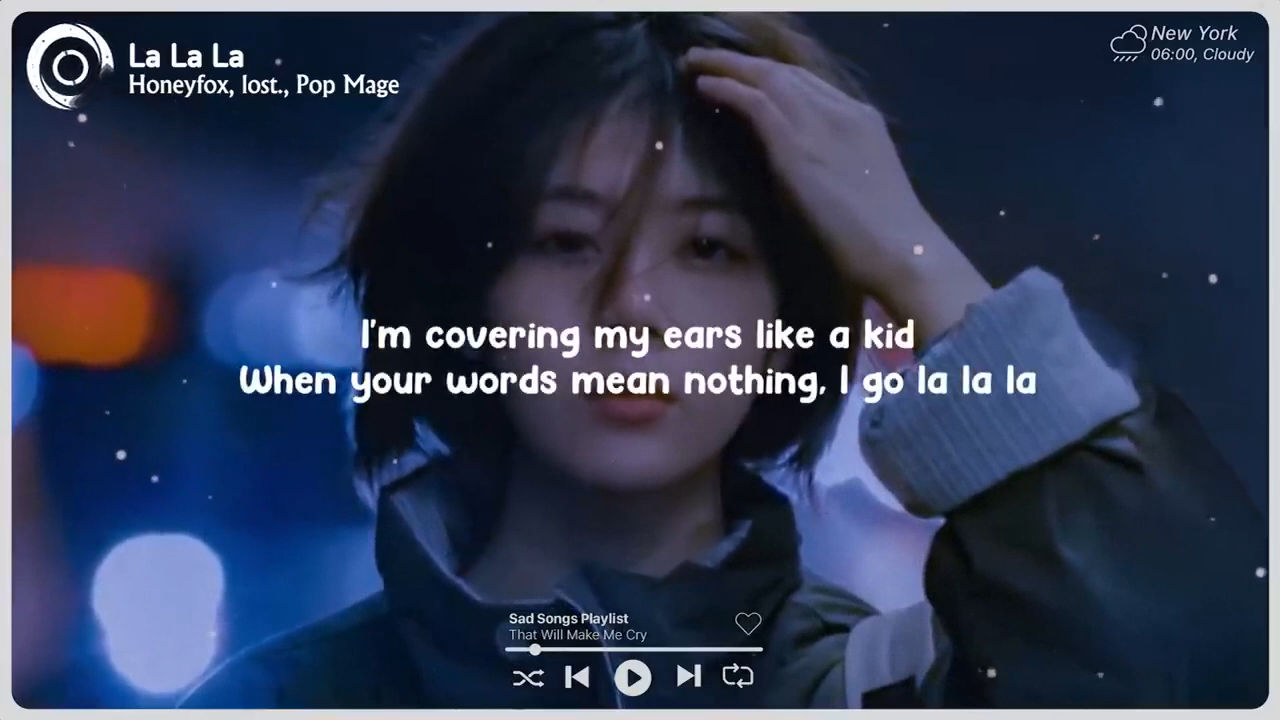 La La La
Honeyfox, lost., Pop Mage
New York
06:00, Cloudy
I'm covering my ears like a kid
When your words mean nothing, I go la la la
Sad Songs Playlist
That Will Make Me Cry